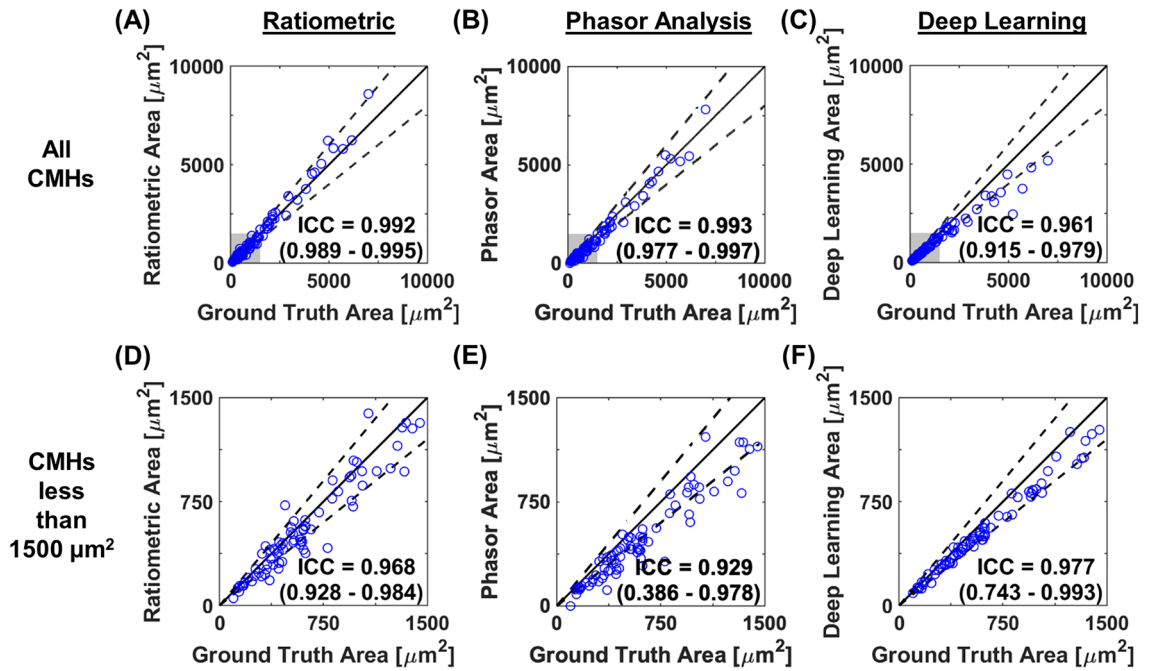 (A) Ratiometric
(B) Phasor Analysis
(C) Deep Learning
All
CMHs
Ratiometric Area [μm²]
10000
5000
0
0 5000 10000
Ground Truth Area [μm²]
ICC = 0.992
(0.989 - 0.995)
Phasor Area [μm²]
10000
5000
0
0 5000 10000
Ground Truth Area [μm²]
ICC = 0.993
(0.977 - 0.997)
Deep Learning Area [μm²]
10000
5000
0
0 5000 10000
Ground Truth Area [μm²]
ICC = 0.961
(0.915 - 0.979)
CMHs
less
than
1500 μm²
(D)
Ratiometric Area [μm²]
1500
750
0
0 750 1500
Ground Truth Area [μm²]
ICC = 0.968
(0.928 - 0.984)
(E)
Phasor Area [μm²]
1500
750
0
0 750 1500
Ground Truth Area [μm²]
ICC = 0.929
(0.386 - 0.978)
(F)
Deep Learning Area [μm²]
1500
750
0
0 750 1500
Ground Truth Area [μm²]
ICC = 0.977
(0.743 - 0.993)